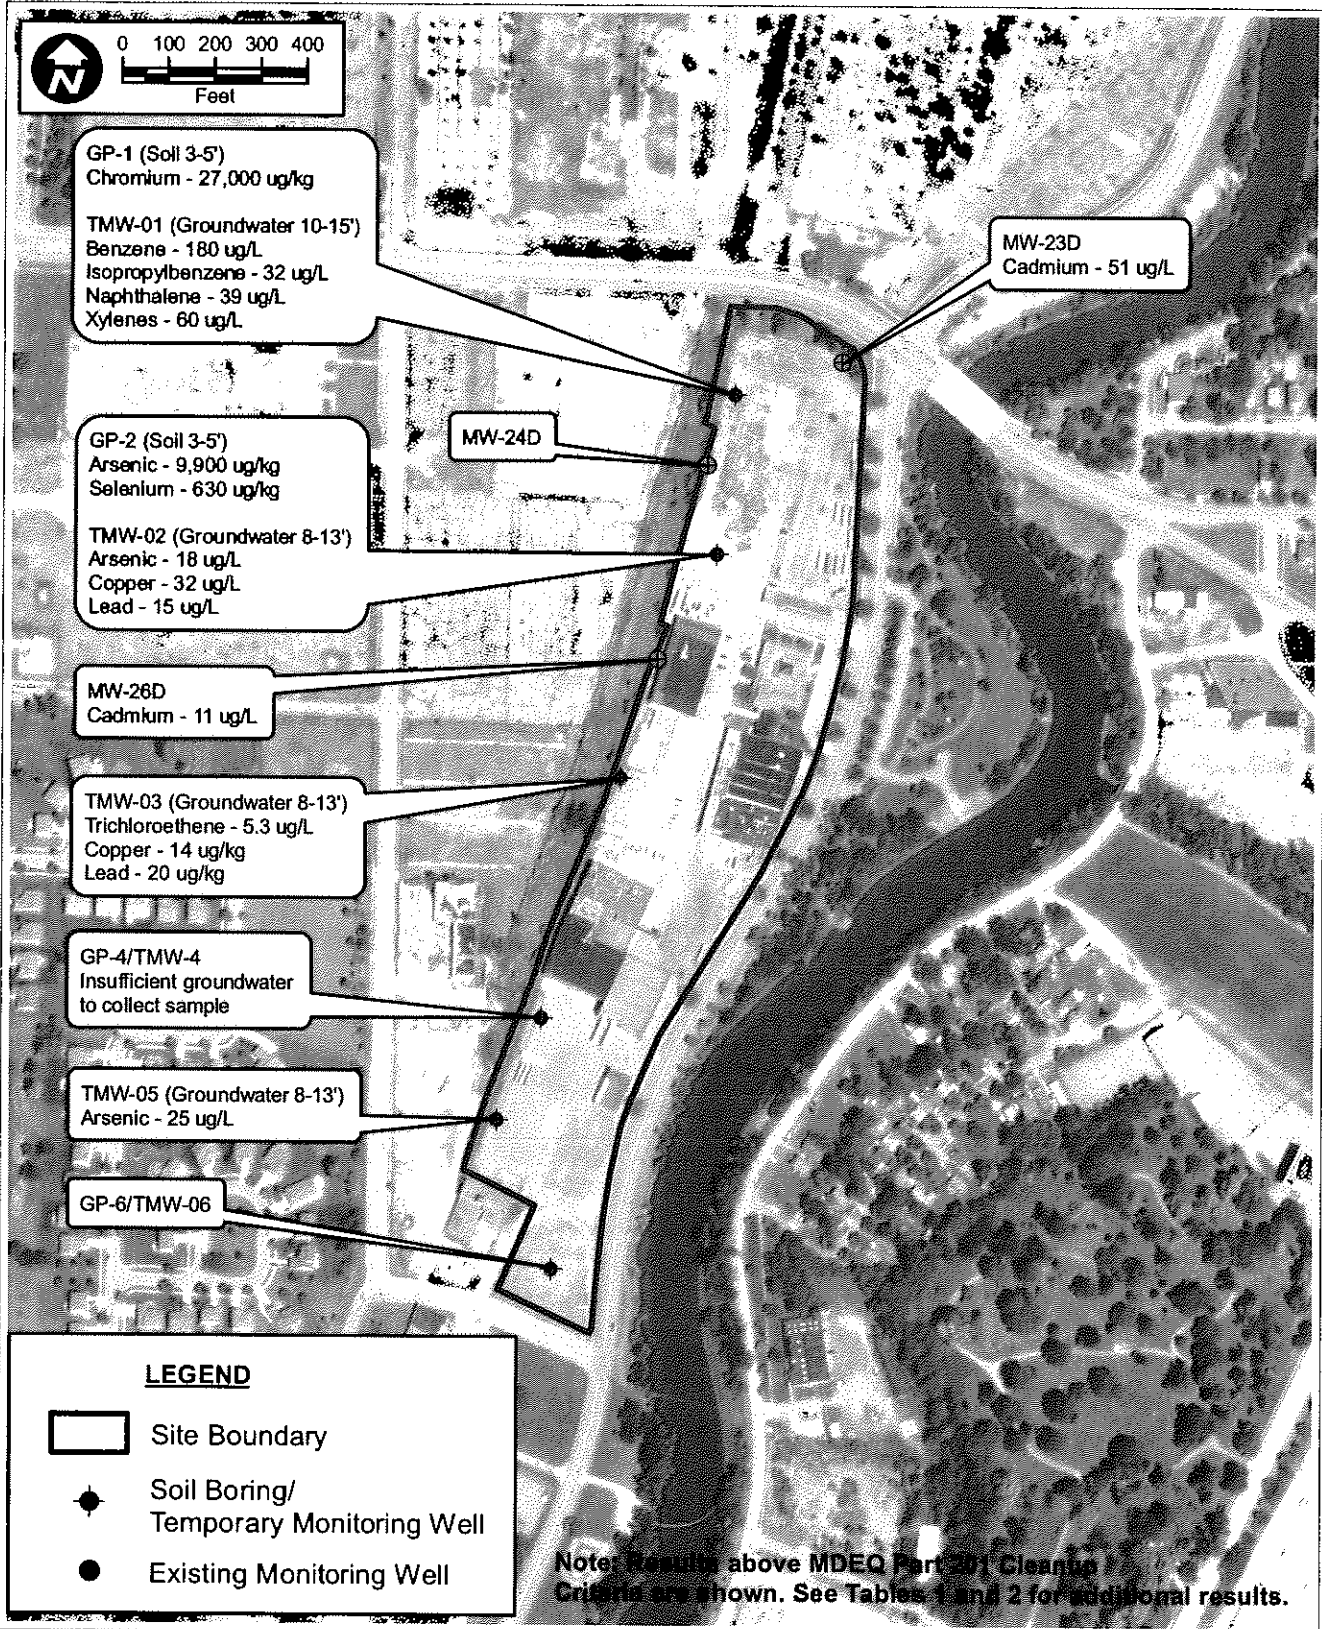 N
0 100 200 300 400
Feet
GP-1 (Soil 3-5')
Chromium - 27,000 ug/kg
TMW-01 (Groundwater 10-15')
Benzene - 180 ug/L
Isopropylbenzene - 32 ug/L
Naphthalene - 39 ug/L
Xylenes - 60 ug/L
MW-23D
Cadmium - 51 ug/L
GP-2 (Soil 3-5')
Arsenic - 9,900 ug/kg
Selenium - 630 ug/kg
TMW-02 (Groundwater 8-13')
Arsenic - 18 ug/L
Copper - 32 ug/L
Lead - 15 ug/L
MW-24D
MW-26D
Cadmium - 11 ug/L
TMW-03 (Groundwater 8-13')
Trichloroethene - 5.3 ug/L
Copper - 14 ug/kg
Lead - 20 ug/kg
GP-4/TMW-4
Insufficient groundwater
to collect sample
TMW-05 (Groundwater 8-13')
Arsenic - 25 ug/L
GP-6/TMW-06
LEGEND
Site Boundary
Soil Boring/
Temporary Monitoring Well
Existing Monitoring Well
Note: Results above MDEQ Part 201 Cleanup
Criteria are shown. See Tables 1 and 2 for additional results.